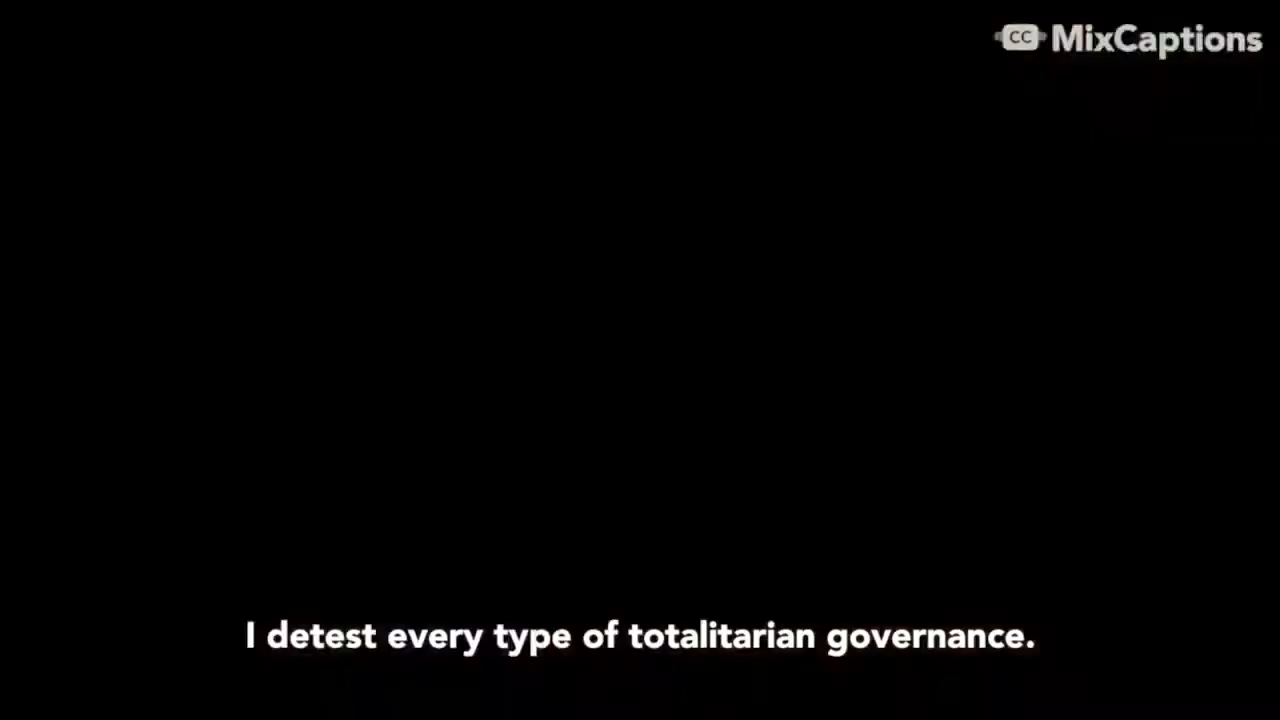 CC MixCaptions
I detest every type of totalitarian governance.